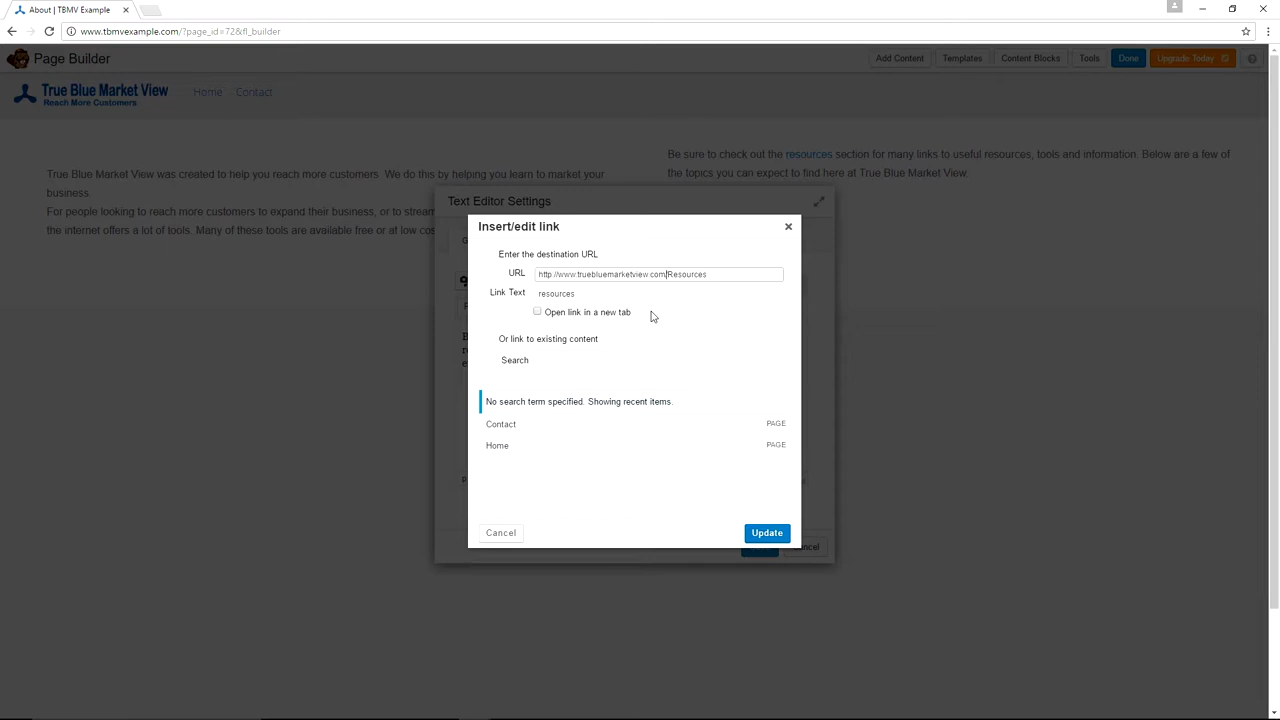 About | TBMV Example
www.tbmvexample.com/?page_id=72&fl_builder
Page Builder
Add Content
Templates
Content Blocks
Tools
Done
Upgrade Today
True Blue Market View
Reach More Customers
Home
Contact
Be sure to check out the resources section for many links to useful resources, tools and information. Below are a few of
the topics you can expect to find here at True Blue Market View.
True Blue Market View was created to help you reach more customers. We do this by helping you learn to market your
business.
For people looking to reach more customers to expand their business, or to stream
the internet offers a lot of tools. Many of these tools are available free or at low cos
Text Editor Settings
Insert/edit link
Enter the destination URL
URL
http://www.truebluemarketview.com/Resources
Link Text
resources
Open link in a new tab
Or link to existing content
Search
No search term specified. Showing recent items.
Contact
PAGE
Home
PAGE
Cancel
Update
Cancel